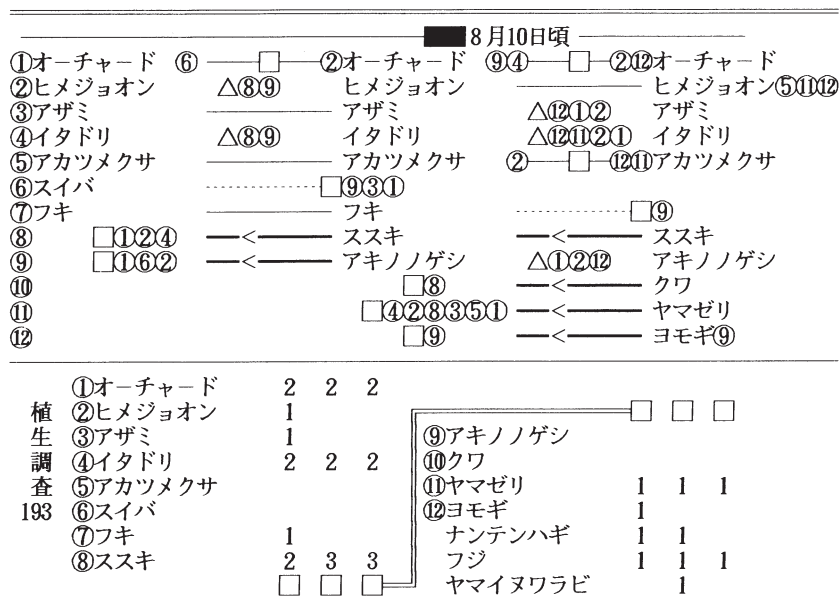 8月10日頃
①オーチャード ⑥ □ ②オーチャード ⑨④ □ ②⑫オーチャード
②ヒメジョオン △⑧⑨ ヒメジョオン ヒメジョオン⑤⑪⑫
③アザミ アザミ △⑫①② アザミ
④イタドリ △⑧⑨ イタドリ △⑫⑪②① イタドリ
⑤アカツメクサ アカツメクサ ② □ ⑫⑪アカツメクサ
⑥スイバ □⑨③①
⑦フキ フキ □⑨
⑧ □①②④ < ススキ < ススキ
⑨ □①⑥② < アキノノゲシ △①②⑫ アキノノゲシ
⑩ □⑧ < クワ
⑪ □④②⑧③⑤① < ヤマゼリ
⑫ □⑨ < ヨモギ⑨
植生調査193
①オーチャード 2 2 2
②ヒメジョオン 1
③アザミ 1
④イタドリ 2 2 2
⑤アカツメクサ
⑥スイバ
⑦フキ 1
⑧ススキ 2 3 3
□ □ □
□ □ □
⑨アキノノゲシ
⑩クワ
⑪ヤマゼリ 1 1 1
⑫ヨモギ 1
ナンテンハギ 1 1
フジ 1 1 1
ヤマイヌワラビ 1